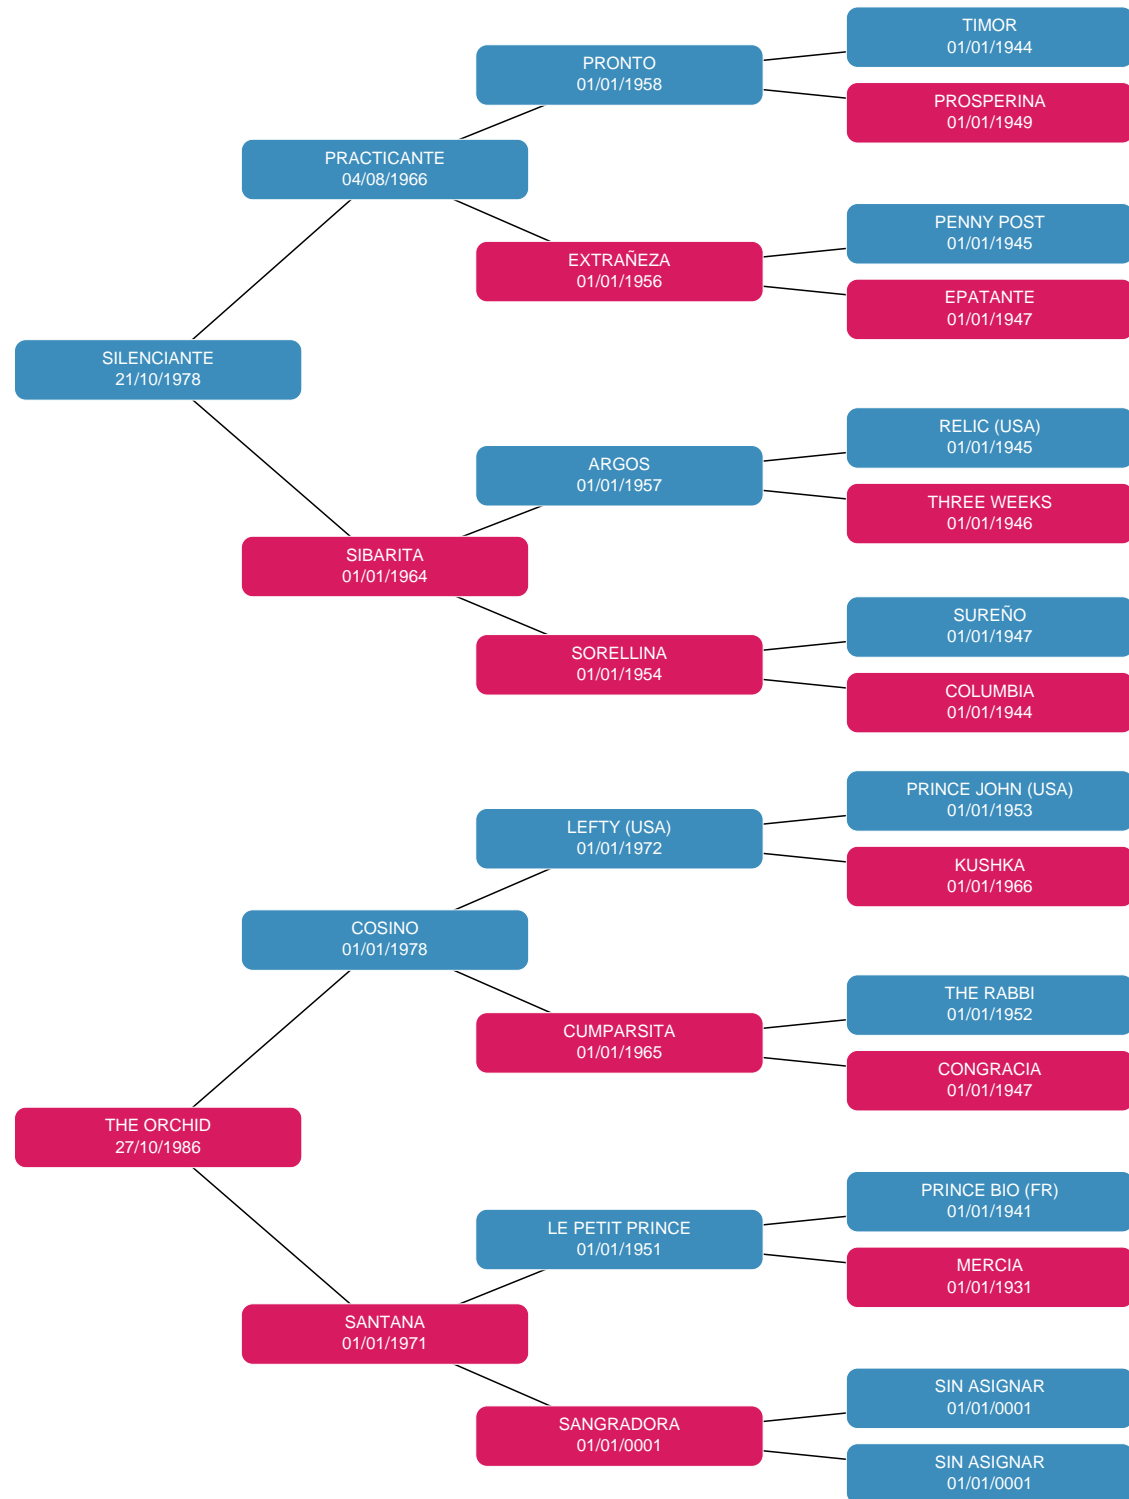 TIMOR
01/01/1944
PRONTO
01/01/1958
PROSPERINA
01/01/1949
PRACTICANTE
04/08/1966
PENNY POST
01/01/1945
EXTRAÑEZA
01/01/1956
EPATANTE
01/01/1947
SILENCIANTE
21/10/1978
RELIC (USA)
01/01/1945
ARGOS
01/01/1957
THREE WEEKS
01/01/1946
SIBARITA
01/01/1964
SUREÑO
01/01/1947
SORELLINA
01/01/1954
COLUMBIA
01/01/1944
PRINCE JOHN (USA)
01/01/1953
LEFTY (USA)
01/01/1972
KUSHKA
01/01/1966
COSINO
01/01/1978
THE RABBI
01/01/1952
CUMPARSITA
01/01/1965
CONGRACIA
01/01/1947
THE ORCHID
27/10/1986
PRINCE BIO (FR)
01/01/1941
LE PETIT PRINCE
01/01/1951
MERCIA
01/01/1931
SANTANA
01/01/1971
SIN ASIGNAR
01/01/0001
SANGRADORA
01/01/0001
SIN ASIGNAR
01/01/0001